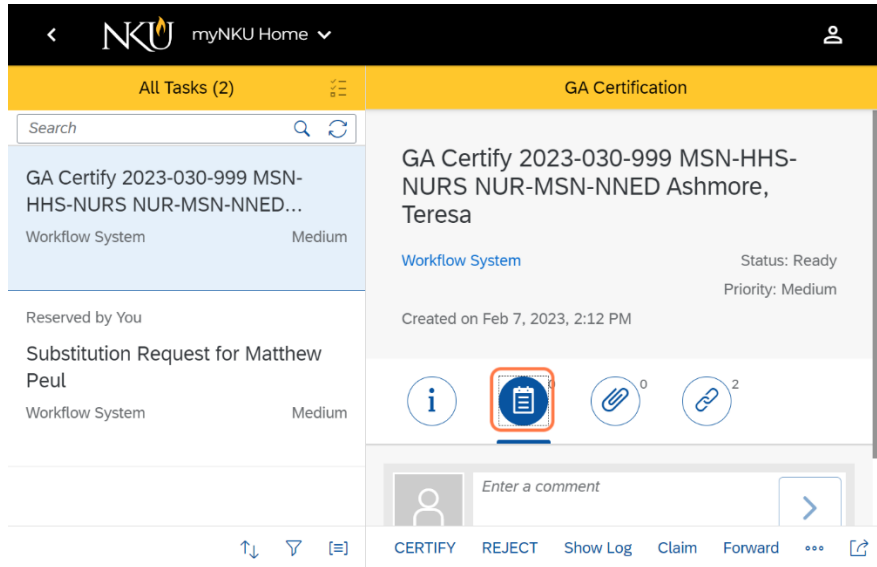 NKU myNKU Home
All Tasks (2)
Search
GA Certify 2023-030-999 MSN-
HHS-NURS NUR-MSN-NNED...
Workflow System Medium
Reserved by You
Substitution Request for Matthew
Peul
Workflow System Medium
GA Certification
GA Certify 2023-030-999 MSN-HHS-
NURS NUR-MSN-NNED Ashmore,
Teresa
Workflow System Status: Ready
Priority: Medium
Created on Feb 7, 2023, 2:12 PM
i 0 0 2
Enter a comment
CERTIFY REJECT Show Log Claim Forward